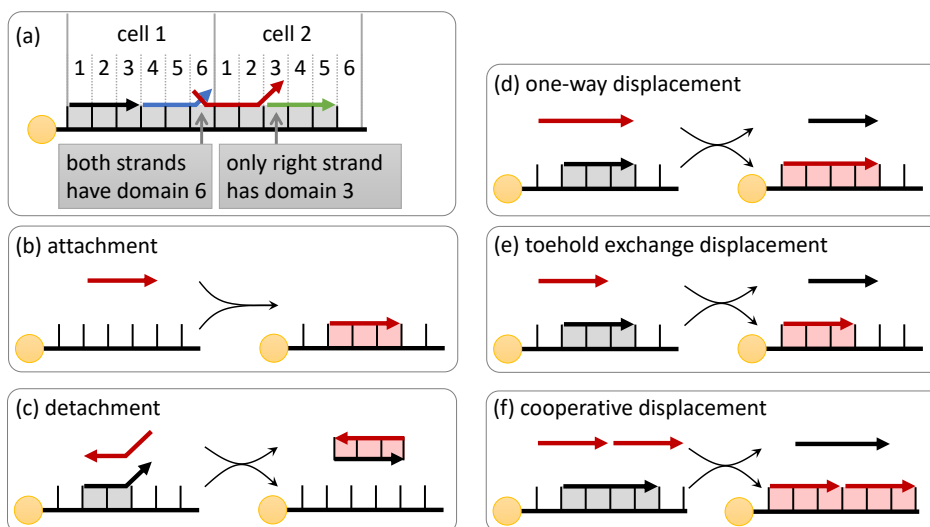 (a)
cell 1 cell 2
1 2 3 4 5 6 1 2 3 4 5 6
both strands
have domain 6
only right strand
has domain 3
(b) attachment
(c) detachment
(d) one-way displacement
(e) toehold exchange displacement
(f) cooperative displacement